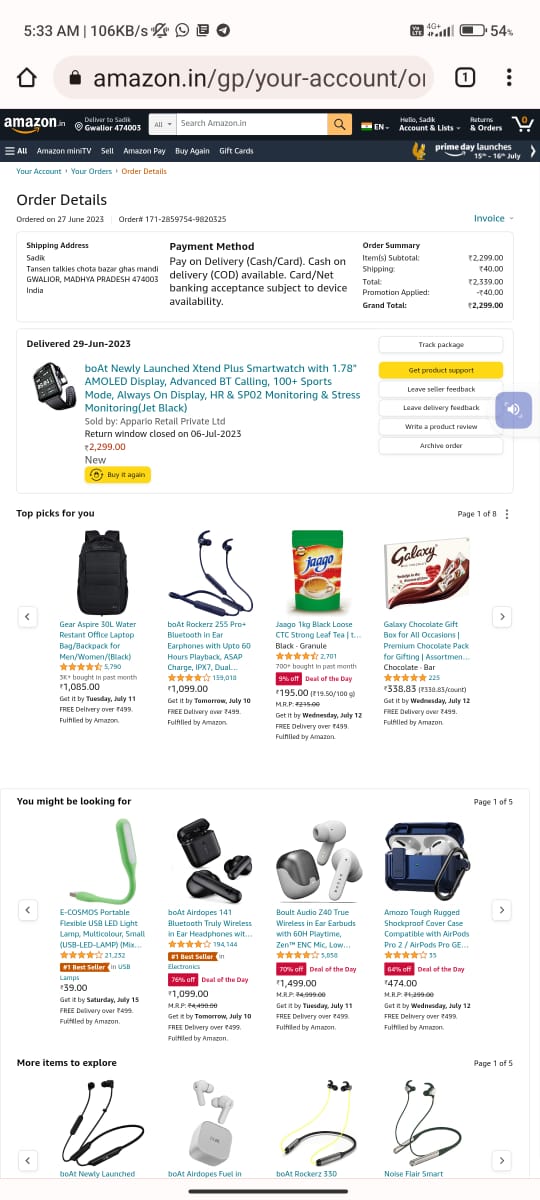 5:33 AM | 106KB/s
4G+
54%
amazon.in/gp/your-account/or
1
amazon.in
Deliver to Sadik
Gwalior 474003
All
Search Amazon.in
EN
Hello, Sadik
Account & Lists
Returns
& Orders
0
All
Amazon miniTV
Sell
Amazon Pay
Buy Again
Gift Cards
prime day launches
15th - 16th July
Your Account › Your Orders › Order Details
Order Details
Ordered on 27 June 2023 | Order# 171-2859754-9820325
Invoice
Shipping Address
Sadik
Tansen talkies chota bazar ghas mandi
GWALIOR, MADHYA PRADESH 474003
India
Payment Method
Pay on Delivery (Cash/Card). Cash on
delivery (COD) available. Card/Net
banking acceptance subject to device
availability.
Order Summary
Item(s) Subtotal: ₹2,299.00
Shipping: ₹40.00
Total: ₹2,339.00
Promotion Applied: -₹40.00
Grand Total: ₹2,299.00
Delivered 29-Jun-2023
boAt Newly Launched Xtend Plus Smartwatch with 1.78"
AMOLED Display, Advanced BT Calling, 100+ Sports
Mode, Always On Display, HR & SP02 Monitoring & Stress
Monitoring(Jet Black)
Sold by: Appario Retail Private Ltd
Return window closed on 06-Jul-2023
₹2,299.00
New
Buy it again
Track package
Get product support
Leave seller feedback
Leave delivery feedback
Write a product review
Archive order
Top picks for you
Page 1 of 8
Gear Aspire 30L Water
Restant Office Laptop
Bag/Backpack for
Men/Women(Black)
5,790
3K+ bought in past month
₹1,085.00
Get it by Tuesday, July 11
FREE Delivery over ₹499.
Fulfilled by Amazon.
boAt Rockerz 255 Pro+
Bluetooth in Ear
Earphones with Upto 60
Hours Playback, ASAP
Charge, IPX7, Dual...
159,018
₹1,099.00
Get it by Tomorrow, July 10
FREE Delivery over ₹499.
Fulfilled by Amazon.
Jaago
Jaago 1kg Black Loose
CTC Strong Leaf Tea | t...
Black · Granule
2,701
700+ bought in past month
9% off Deal of the Day
₹195.00 (₹19.50/100 g)
M.R.P: ₹215.00
Get it by Wednesday, July 12
FREE Delivery over ₹499.
Fulfilled by Amazon.
Galaxy
Galaxy Chocolate Gift
Box for All Occasions |
Premium Chocolate Pack
for Gifting | Assortmen...
Chocolate · Bar
225
₹338.83 (₹338.83/count)
Get it by Wednesday, July 12
FREE Delivery over ₹499.
Fulfilled by Amazon.
You might be looking for
Page 1 of 5
E-COSMOS Portable
Flexible USB LED Light
Lamp, Multicolour, Small
(USB-LED-LAMP) (Mix...
21,232
#1 Best Seller in USB
Lamps
₹39.00
Get it by Saturday, July 15
FREE Delivery over ₹499.
Fulfilled by Amazon.
boAt Airdopes 141
Bluetooth Truly Wireless
in Ear Headphones wit...
194,144
#1 Best Seller in
Electronics
76% off Deal of the Day
₹1,099.00
M.R.P: ₹4,490.00
Get it by Tomorrow, July 10
FREE Delivery over ₹499.
Fulfilled by Amazon.
Boult Audio Z40 True
Wireless in Ear Earbuds
with 60H Playtime,
Zen™ ENC Mic, Low...
70% off Deal of the Day
₹1,499.00
M.R.P: ₹4,999.00
Get it by Tuesday, July 11
FREE Delivery over ₹499.
Fulfilled by Amazon.
Amozo Tough Rugged
Shockproof Cover Case
Compatible with AirPods
Pro 2 / AirPods Pro GE...
35
64% off Deal of the Day
₹474.00
M.R.P: ₹1,299.00
Get it by Wednesday, July 12
FREE Delivery over ₹499.
Fulfilled by Amazon.
More items to explore
Page 1 of 5
boAt Newly Launched
boAt Airdopes Fuel in
boAt Rockerz 330
Noise Flair Smart